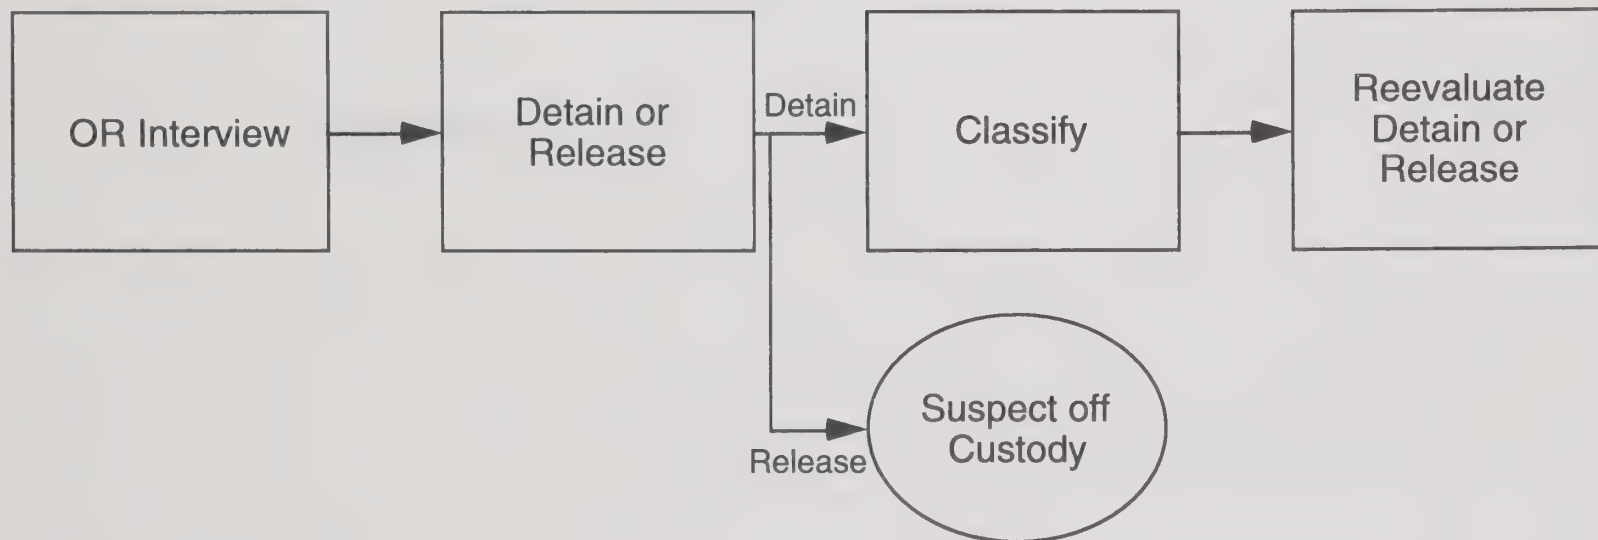 OR Interview
Detain or
Release
Detain
Classify
Reevaluate
Detain or
Release
Suspect off
Custody
Release